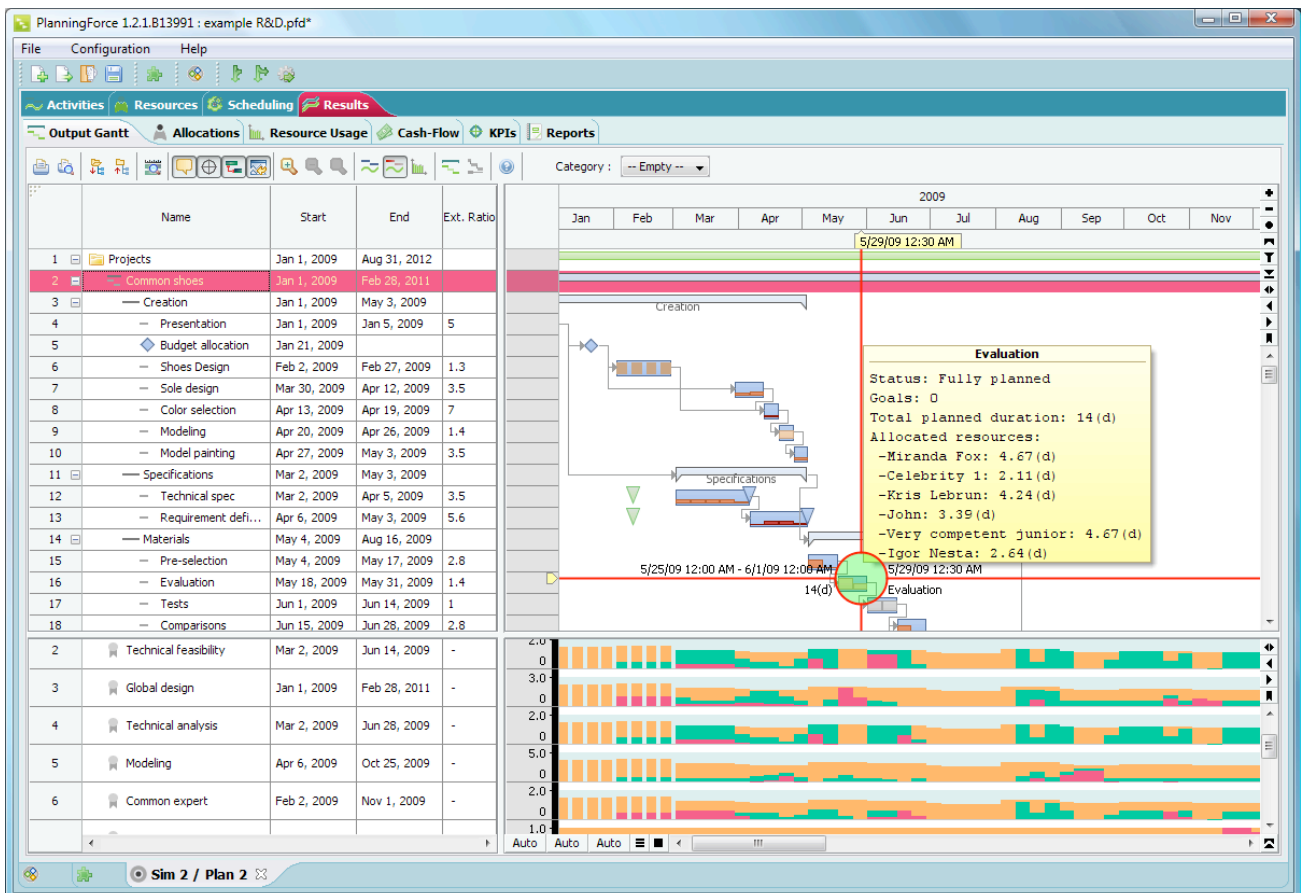 PlanningForce 1.2.1.B13991 : example R&D.pfd*
File Configuration Help
Activities Resources Scheduling Results
Output Gantt Allocations Resource Usage Cash-Flow KPIs Reports
Category : -- Empty --
2009
Name Start End Ext. Ratio Jan Feb Mar Apr May Jun Jul Aug Sep Oct Nov
5/29/09 12:30 AM
1 Projects Jan 1, 2009 Aug 31, 2012
2 Common shoes Jan 1, 2009 Feb 28, 2011
3 Creation Jan 1, 2009 May 3, 2009
Creation
4 Presentation Jan 1, 2009 Jan 5, 2009 5
5 Budget allocation Jan 21, 2009
6 Shoes Design Feb 2, 2009 Feb 27, 2009 1.3
7 Sole design Mar 30, 2009 Apr 12, 2009 3.5
8 Color selection Apr 13, 2009 Apr 19, 2009 7
9 Modeling Apr 20, 2009 Apr 26, 2009 1.4
10 Model painting Apr 27, 2009 May 3, 2009 3.5
11 Specifications Mar 2, 2009 May 3, 2009
Specifications
12 Technical spec Mar 2, 2009 Apr 5, 2009 3.5
13 Requirement defi... Apr 6, 2009 May 3, 2009 5.6
14 Materials May 4, 2009 Aug 16, 2009
15 Pre-selection May 4, 2009 May 17, 2009 2.8
16 Evaluation May 18, 2009 May 31, 2009 1.4
17 Tests Jun 1, 2009 Jun 14, 2009 1
18 Comparisons Jun 15, 2009 Jun 28, 2009 2.8
Evaluation
Status: Fully planned
Goals: 0
Total planned duration: 14(d)
Allocated resources:
-Miranda Fox: 4.67(d)
-Celebrity 1: 2.11(d)
-Kris Lebrun: 4.24(d)
-John: 3.39(d)
-Very competent junior: 4.67(d)
-Igor Nesta: 2.64(d)
5/25/09 12:00 AM - 6/1/09 12:00 AM 5/29/09 12:30 AM
14(d) Evaluation
2 Technical feasibility Mar 2, 2009 Jun 14, 2009 -
2.0
0
3 Global design Jan 1, 2009 Feb 28, 2011 -
3.0
0
4 Technical analysis Mar 2, 2009 Jun 28, 2009 -
2.0
0
5 Modeling Apr 6, 2009 Oct 25, 2009 -
5.0
0
6 Common expert Feb 2, 2009 Nov 1, 2009 -
2.0
0
1.0
Auto Auto Auto
Sim 2 / Plan 2